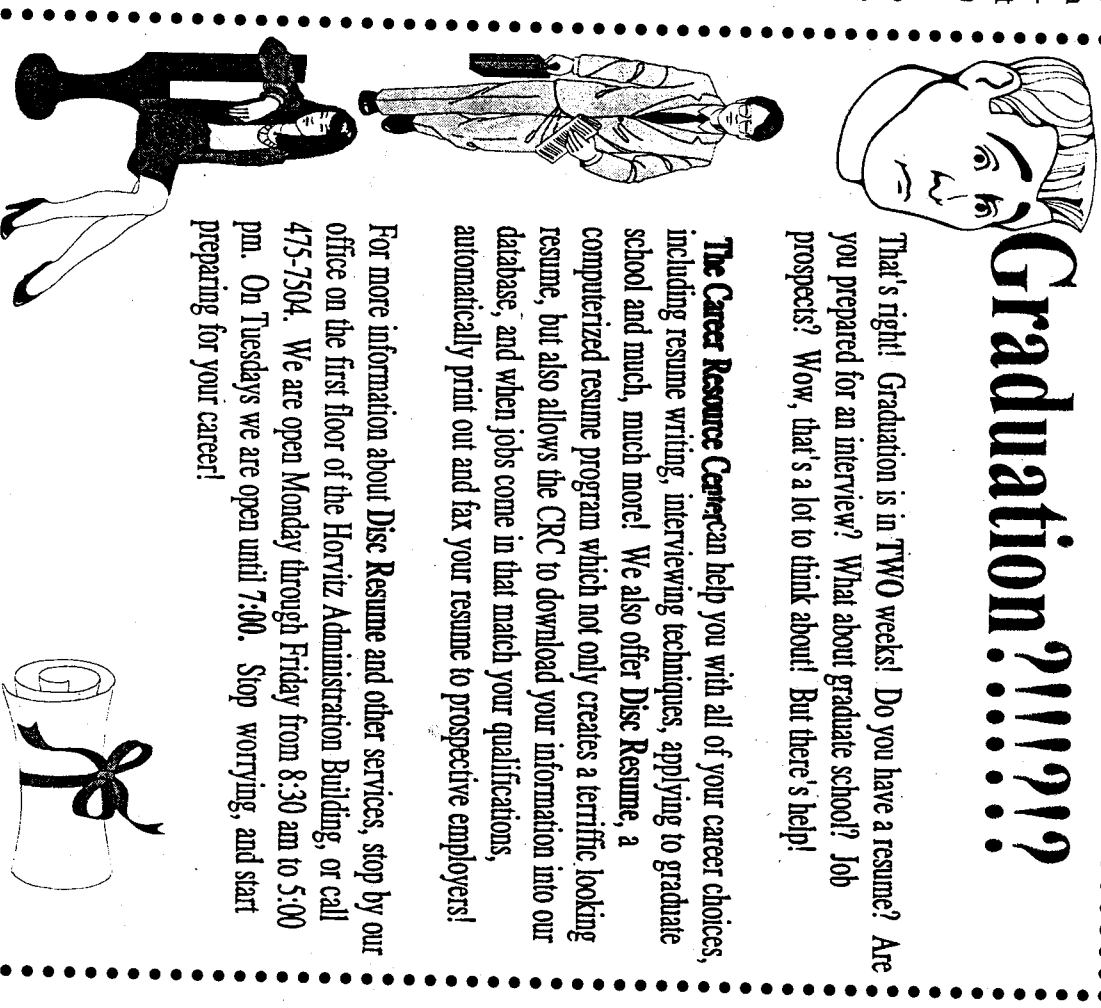 Graduation?!!?!?
That's right! Graduation is in TWO weeks! Do you have a resume? Are
you prepared for an interview? What about graduate school? Job
prospects? Wow, that's a lot to think about! But there's help!
The Career Resource Centercan help you with all of your career choices,
including resume writing, interviewing techniques, applying to graduate
school and much, much more! We also offer Disc Resume, a
computerized resume program which not only creates a terriffic looking
resume, but also allows the CRC to download your information into our
database, and when jobs come in that match your qualifications,
automatically print out and fax your resume to prospective employers!
For more information about Disc Resume and other services, stop by our
office on the first floor of the Horvitz Administration Building, or call
475-7504. We are open Monday through Friday from 8:30 am to 5:00
pm. On Tuesdays we are open until 7:00. Stop worrying, and start
preparing for your career!